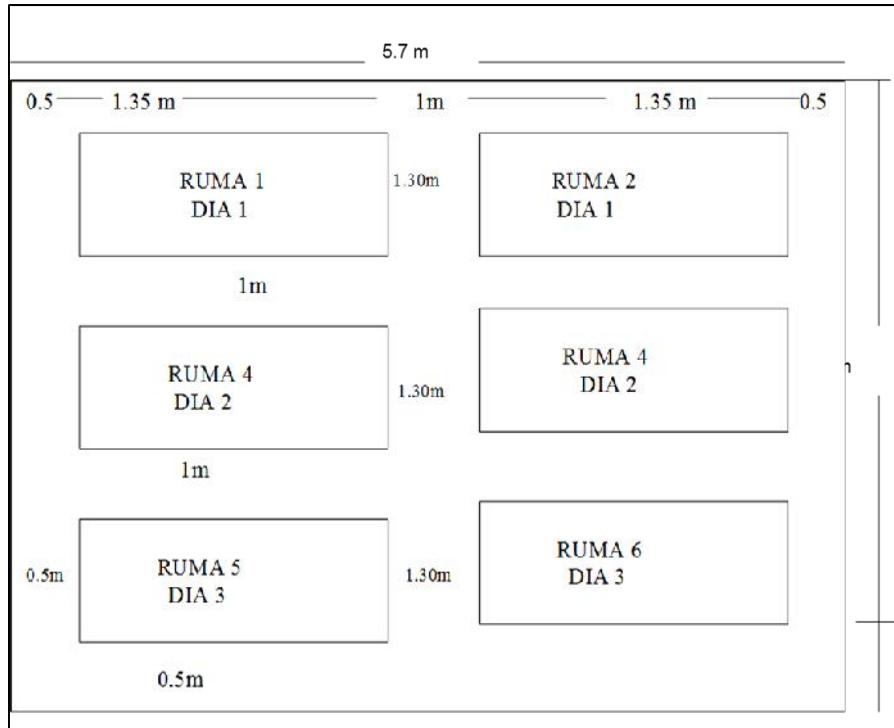 5.7 m
0.5 1.35 m 1m 1.35 m 0.5
RUMA 1
DIA 1
1.30m
RUMA 2
DIA 1
1m
RUMA 4
DIA 2
1.30m
RUMA 4
DIA 2
1m
0.5m
RUMA 5
DIA 3
1.30m
RUMA 6
DIA 3
0.5m